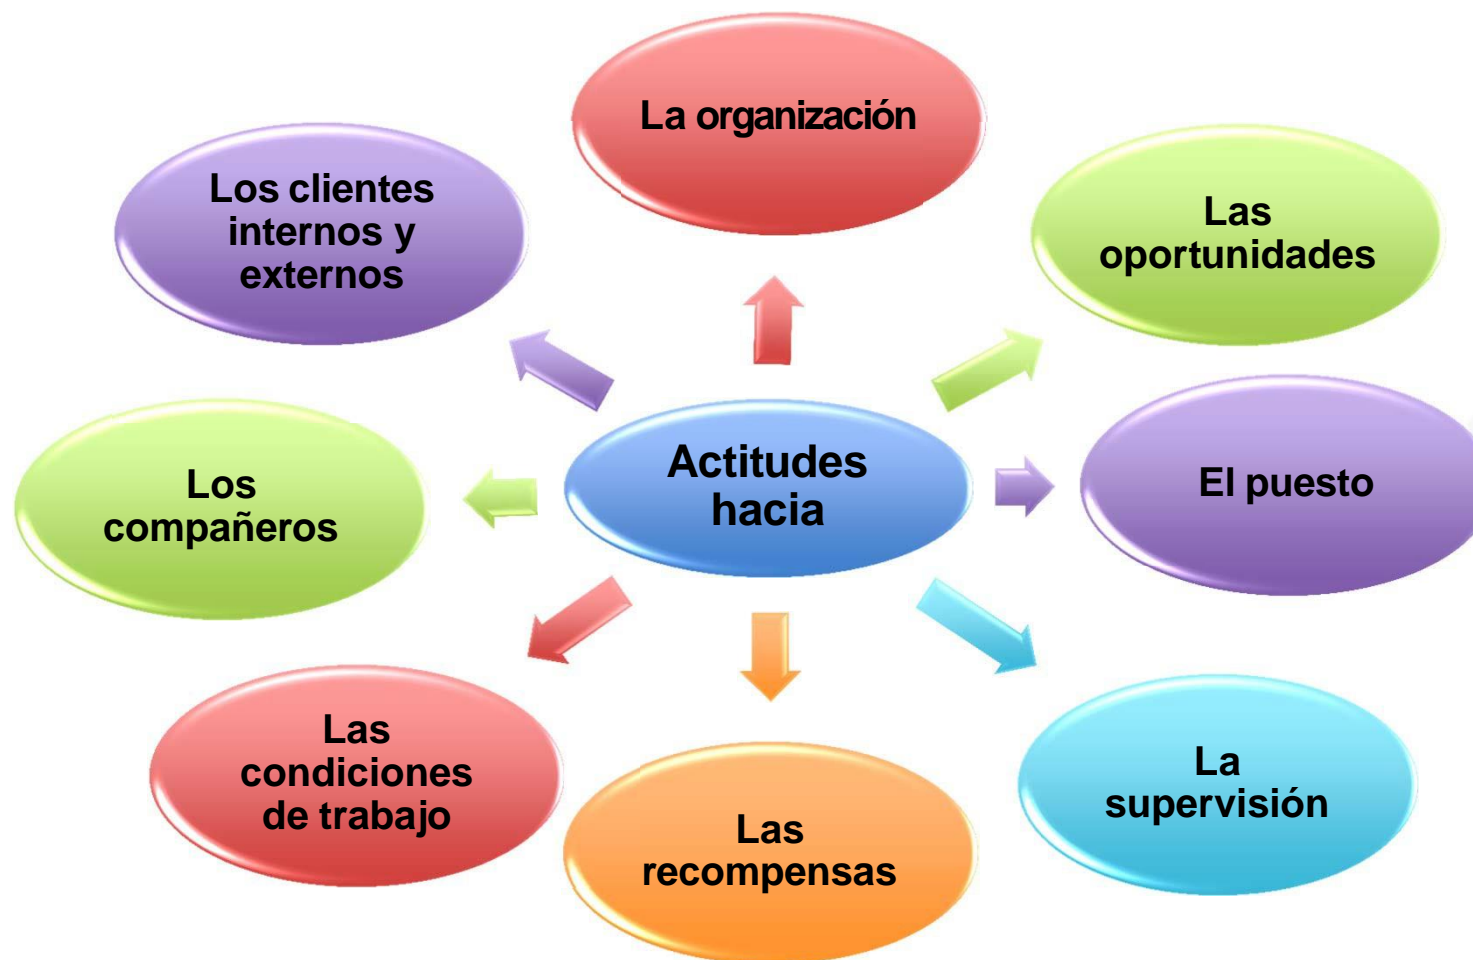 La organización
Los clientes
internos y
externos
Las
oportunidades
Actitudes
hacia
El puesto
Los
compañeros
Las
condiciones
de trabajo
La
supervisión
Las
recompensas